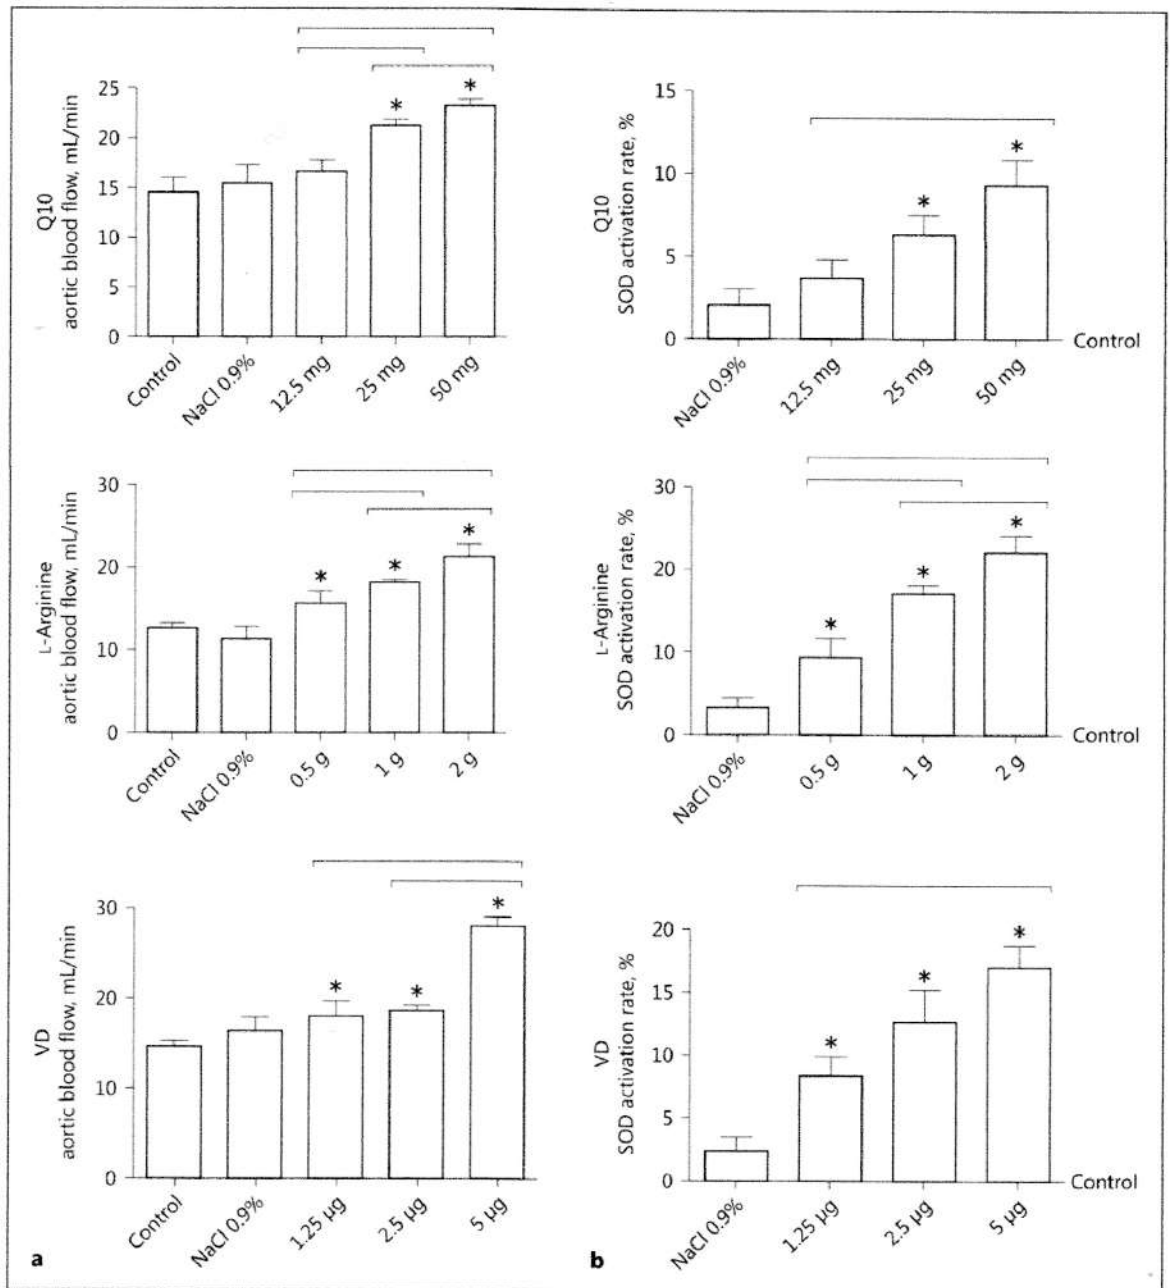 Q10
aortic blood flow, mL/min
25
20
15
10
5
0
*
*
Control
NaCl 0.9%
12.5 mg
25 mg
50 mg
Q10
SOD activation rate, %
15
10
5
0
*
*
Control
NaCl 0.9%
12.5 mg
25 mg
50 mg
L-Arginine
aortic blood flow, mL/min
30
20
10
0
*
*
*
Control
NaCl 0.9%
0.5 g
1 g
2 g
L-Arginine
SOD activation rate, %
30
20
10
0
*
*
*
Control
NaCl 0.9%
0.5 g
1 g
2 g
VD
aortic blood flow, mL/min
30
20
10
0
*
*
*
Control
NaCl 0.9%
1.25 µg
2.5 µg
5 µg
a
VD
SOD activation rate, %
20
15
10
5
0
*
*
*
Control
NaCl 0.9%
1.25 µg
2.5 µg
5 µg
b